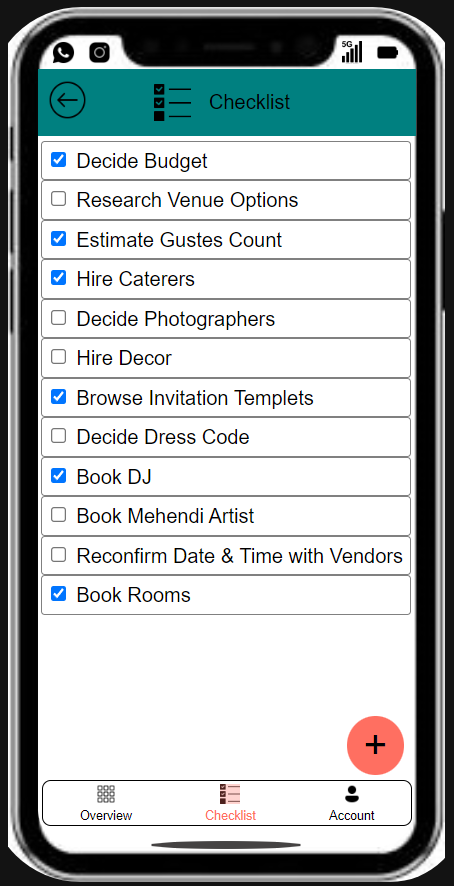 5G
Checklist
Decide Budget
Research Venue Options
Estimate Gustes Count
Hire Caterers
Decide Photographers
Hire Decor
Browse Invitation Templets
Decide Dress Code
Book DJ
Book Mehendi Artist
Reconfirm Date & Time with Vendors
Book Rooms
+
Overview Checklist Account